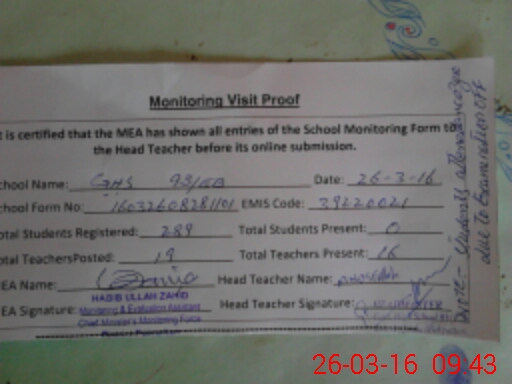 Monitoring Visit Proof
t is certified that the MEA has shown all entries of the School Monitoring Form to
the Head Teacher before its online submission.
chool Name: GHS 93/EB Date: 26-3-16
chool Form No: 16032608281101 EMIS Code: 39220021
otal Students Registered: 289 Total Students Present: 0
otal TeachersPosted: 19 Total Teachers Present: 16
EA Name: Head Teacher Name:
HABIB ULLAH ZAHID
EA Signature: Monitoring & Evaluation Assistant Head Teacher Signature:
Chief Minister's Monitoring Force
Note:- Students attendance zero
due to Examination off
26-03-16 09:43